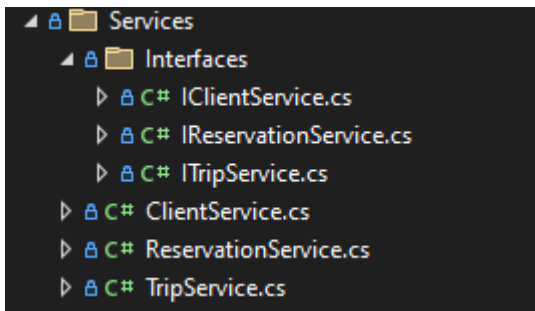 Services
Interfaces
C# IClientService.cs
C# IReservationService.cs
C# ITripService.cs
C# ClientService.cs
C# ReservationService.cs
C# TripService.cs